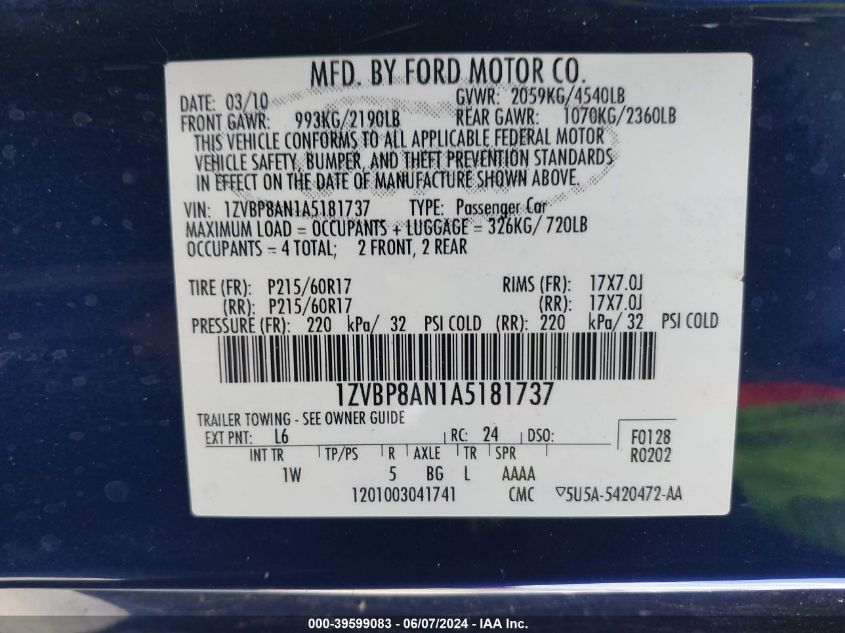 MFD. BY FORD MOTOR CO.
DATE: 03/10 GVWR: 2059KG/4540LB
FRONT GAWR: 993KG/2190LB REAR GAWR: 1070KG/2360LB
THIS VEHICLE CONFORMS TO ALL APPLICABLE FEDERAL MOTOR
VEHICLE SAFETY, BUMPER, AND THEFT PREVENTION STANDARDS
IN EFFECT ON THE DATE OF MANUFACTURE SHOWN ABOVE.
VIN: 1ZVBP8AN1A5181737 TYPE: Passenger Car
MAXIMUM LOAD = OCCUPANTS + LUGGAGE = 326KG/ 720LB
OCCUPANTS = 4 TOTAL; 2 FRONT, 2 REAR
TIRE (FR): P215/60R17 RIMS (FR): 17X7.0J
(RR): P215/60R17 (RR): 17X7.0J
PRESSURE (FR): 220 kPa/ 32 PSI COLD (RR): 220 kPa/ 32 PSI COLD
1ZVBP8AN1A5181737
TRAILER TOWING - SEE OWNER GUIDE
EXT PNT: L6 RC: 24 DSO: F0128
INT TR TP/PS R AXLE TR SPR R0202
1W 5 BG L AAAA
1201003041741 CMC ▽5U5A-5420472-AA
000-39599083 - 06/07/2024 - IAA Inc.